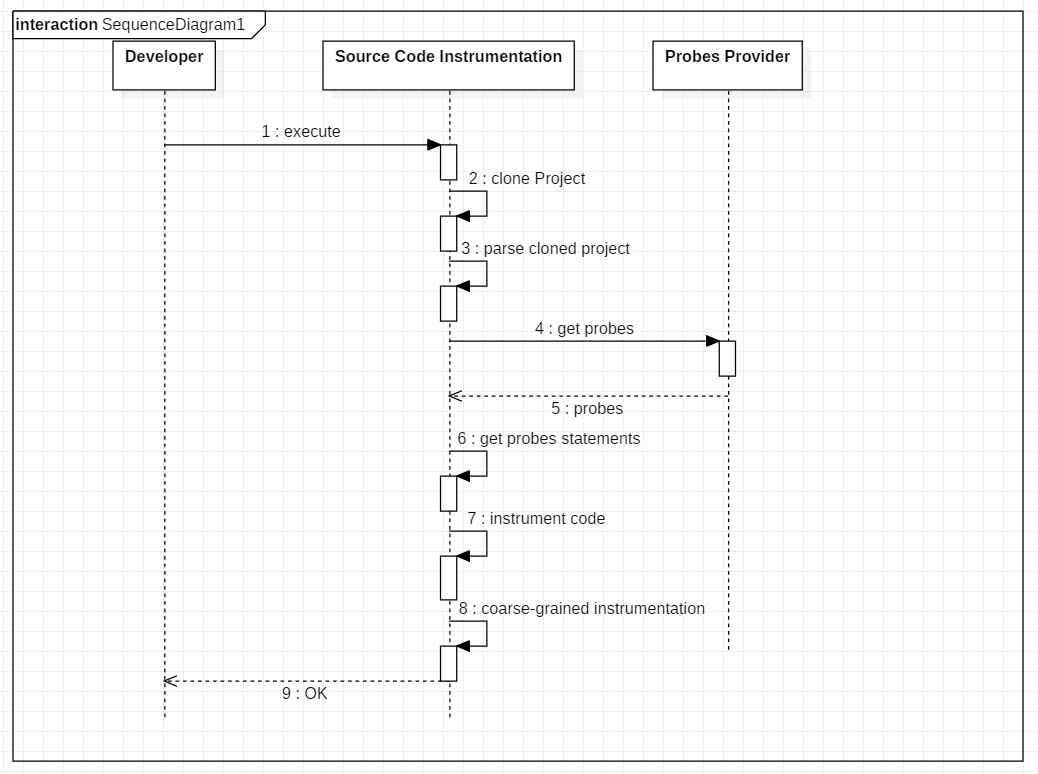 interaction SequenceDiagram1
Developer
Source Code Instrumentation
Probes Provider
1 : execute
2 : clone Project
3 : parse cloned project
4 : get probes
5 : probes
6 : get probes statements
7 : instrument code
8 : coarse-grained instrumentation
9 : OK